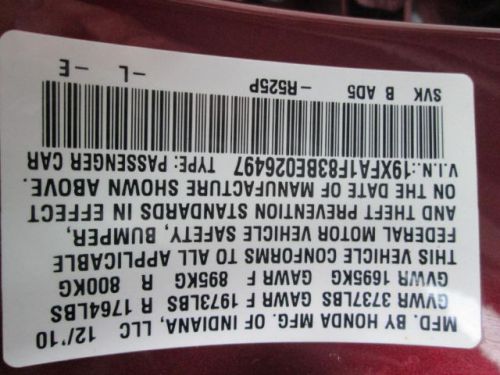 MFD. BY HONDA MFG. OF INDIANA, LLC 12/'10
GVWR 3737LBS GAWR F 1973LBS R 1764LBS
GVWR 1695KG GAWR F 895KG R 800KG
THIS VEHICLE CONFORMS TO ALL APPLICABLE
FEDERAL MOTOR VEHICLE SAFETY, BUMPER,
AND THEFT PREVENTION STANDARDS IN EFFECT
ON THE DATE OF MANUFACTURE SHOWN ABOVE.
V.I.N.:19XFA1F83BE026497 TYPE: PASSENGER CAR
SVK B AD5 -R525P -L -E